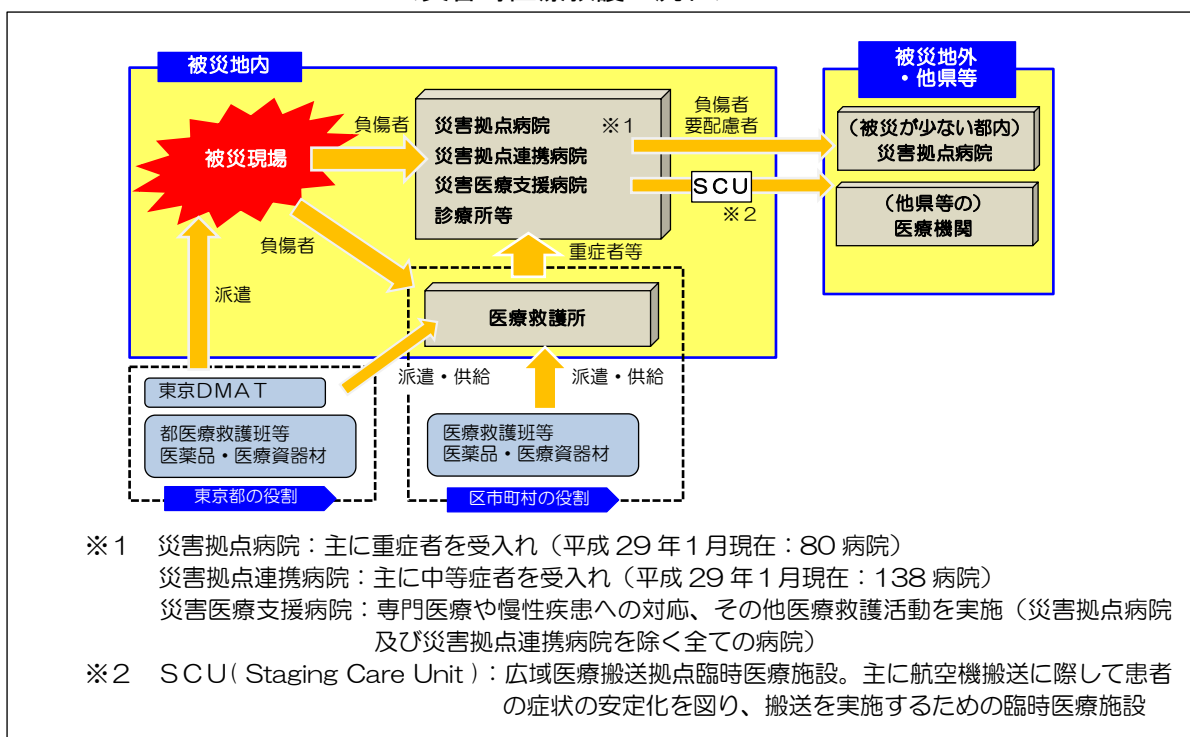 被災地内
被災地外
・他県等
被災現場
負傷者
災害拠点病院 ※1
災害拠点連携病院
災害医療支援病院
診療所等
負傷者
要配慮者
SCU
※2
(被災が少ない都内)
災害拠点病院
(他県等の)
医療機関
負傷者
重症者等
派遣
医療救護所
派遣・供給
派遣・供給
東京DMAT
都医療救護班等
医薬品・医療資器材
医療救護班等
医薬品・医療資器材
東京都の役割
区市町村の役割
※1 災害拠点病院:主に重症者を受入れ(平成 29 年1月現在:80 病院)
災害拠点連携病院:主に中等症者を受入れ(平成 29 年1月現在:138 病院)
災害医療支援病院:専門医療や慢性疾患への対応、その他医療救護活動を実施(災害拠点病院
及び災害拠点連携病院を除く全ての病院)
※2 SCU( Staging Care Unit ):広域医療搬送拠点臨時医療施設。主に航空機搬送に際して患者
の症状の安定化を図り、搬送を実施するための臨時医療施設